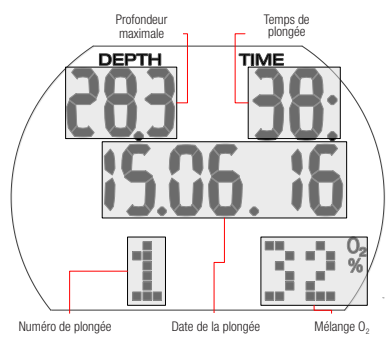 Profondeur
maximale
Temps de
plongée
DEPTH TIME
28.3 38.
15.06. 16
1 32 O₂
%
Numéro de plongée Date de la plongée Mélange O₂